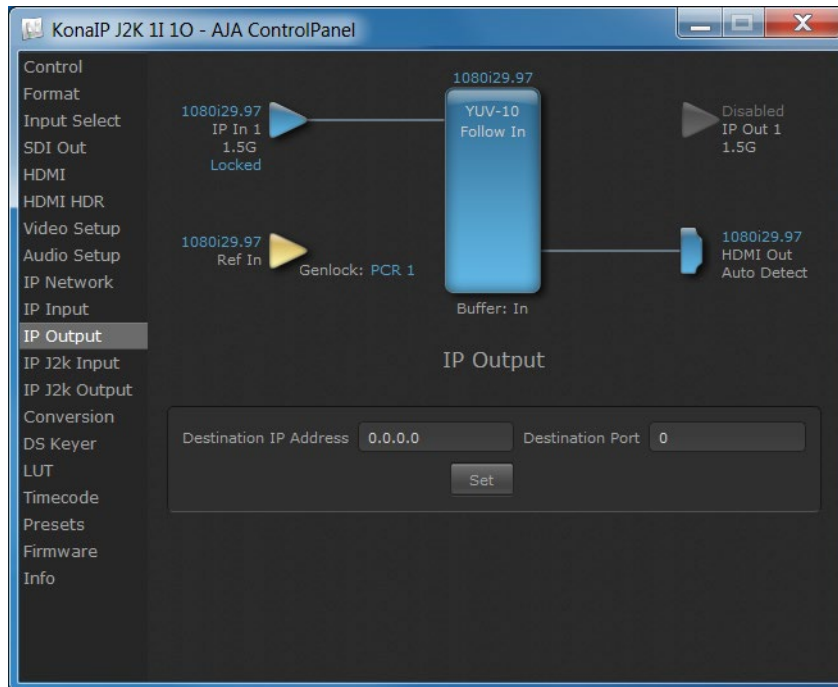 KonaIP J2K 1I 1O - AJA ControlPanel
Control
Format
Input Select
SDI Out
HDMI
HDMI HDR
Video Setup
Audio Setup
IP Network
IP Input
IP Output
IP J2k Input
IP J2k Output
Conversion
DS Keyer
LUT
Timecode
Presets
Firmware
Info
1080i29.97
IP In 1
1.5G
Locked
1080i29.97
Ref In
Genlock: PCR 1
1080i29.97
YUV-10
Follow In
Buffer: In
Disabled
IP Out 1
1.5G
1080i29.97
HDMI Out
Auto Detect
IP Output
Destination IP Address 0.0.0.0 Destination Port 0
Set